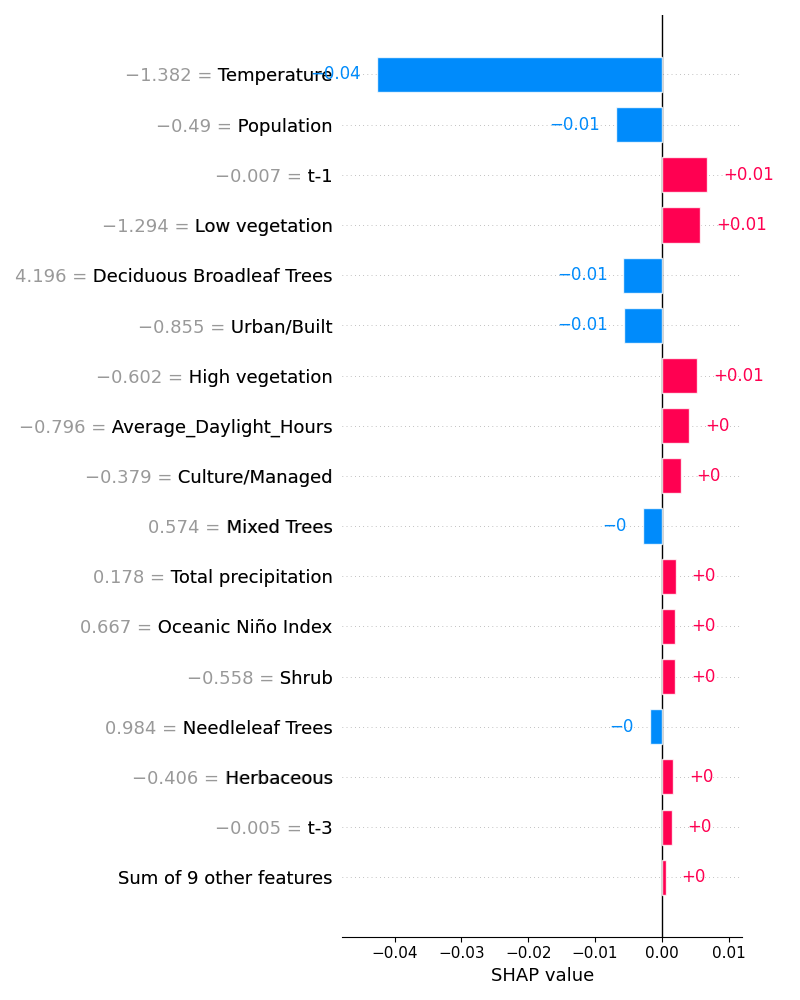 −1.382 = Temperature −0.04
−0.49 = Population −0.01
−0.007 = t-1 +0.01
−1.294 = Low vegetation +0.01
4.196 = Deciduous Broadleaf Trees −0.01
−0.855 = Urban/Built −0.01
−0.602 = High vegetation +0.01
−0.796 = Average_Daylight_Hours +0
−0.379 = Culture/Managed +0
0.574 = Mixed Trees −0
0.178 = Total precipitation +0
0.667 = Oceanic Niño Index +0
−0.558 = Shrub +0
0.984 = Needleleaf Trees −0
−0.406 = Herbaceous +0
−0.005 = t-3 +0
Sum of 9 other features +0
−0.04 −0.03 −0.02 −0.01 0.00 0.01
SHAP value